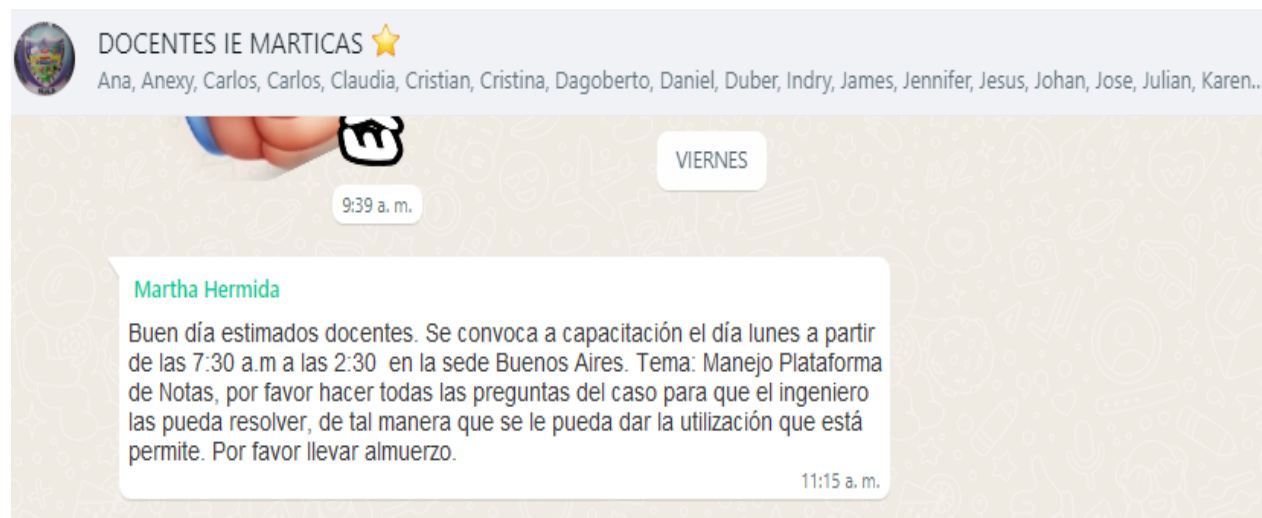 DOCENTES IE MARTICAS ⭐
Ana, Anexy, Carlos, Carlos, Claudia, Cristian, Cristina, Dagoberto, Daniel, Duber, Indry, James, Jennifer, Jesus, Johan, Jose, Julian, Karen...
VIERNES
9:39 a. m.
Martha Hermida
Buen día estimados docentes. Se convoca a capacitación el día lunes a partir
de las 7:30 a.m a las 2:30  en la sede Buenos Aires. Tema: Manejo Plataforma
de Notas, por favor hacer todas las preguntas del caso para que el ingeniero
las pueda resolver, de tal manera que se le pueda dar la utilización que está
permite. Por favor llevar almuerzo.
11:15 a. m.